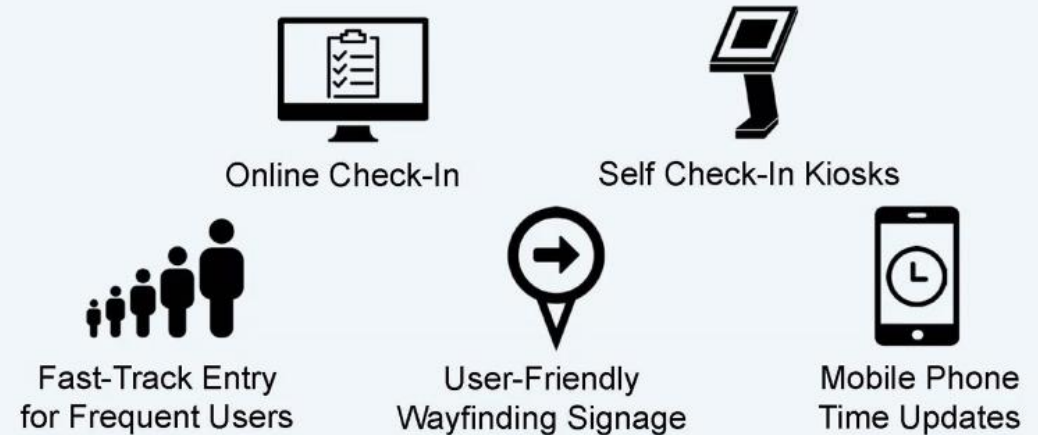 Online Check-In
Self Check-In Kiosks
Fast-Track Entry
for Frequent Users
User-Friendly
Wayfinding Signage
Mobile Phone
Time Updates